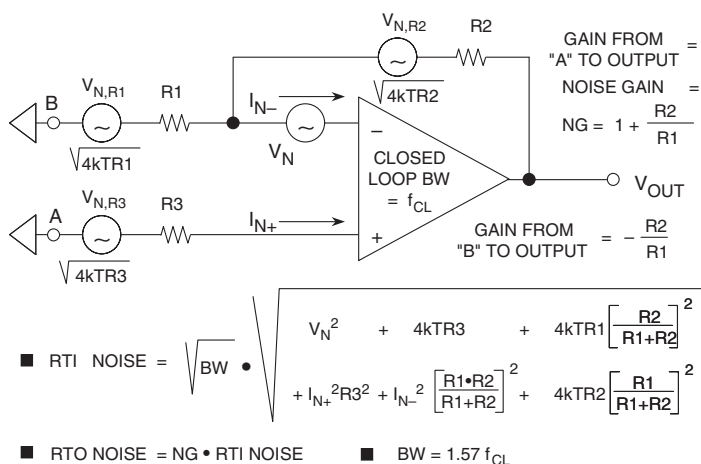 V_N,R2
R2
GAIN FROM "A" TO OUTPUT =
NOISE GAIN =
NG = 1 + R2/R1
√4kTR2
B
V_N,R1
R1
I_N–
√4kTR1
V_N
–
CLOSED LOOP BW = f_CL
V_OUT
A
V_N,R3
R3
I_N+
+
√4kTR3
GAIN FROM "B" TO OUTPUT = – R2/R1
■ RTI NOISE = √BW • √
V_N² + 4kTR3 + 4kTR1 [R2/R1+R2]²
+ I_N+² R3² + I_N–² [R1•R2/R1+R2]² + 4kTR2 [R1/R1+R2]²
■ RTO NOISE = NG • RTI NOISE
■ BW = 1.57 f_CL